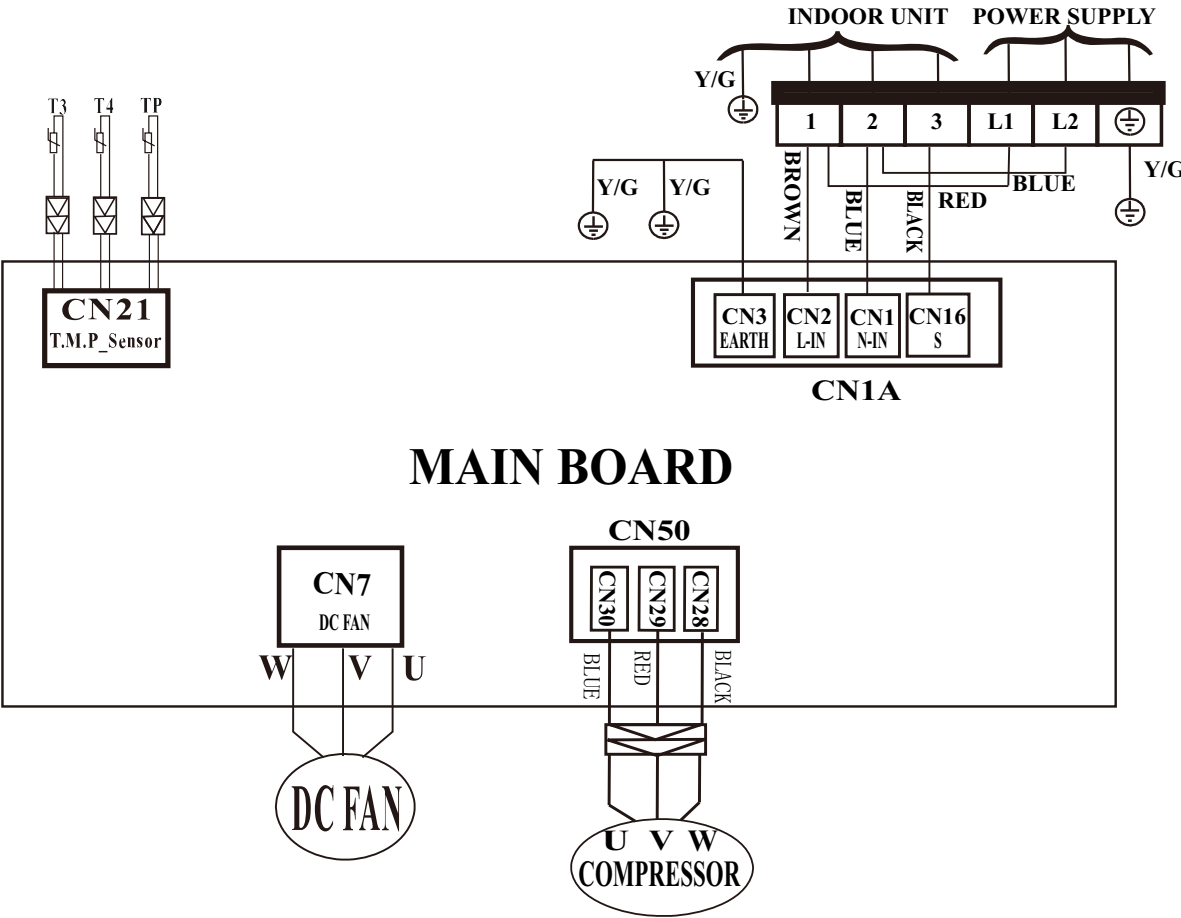 INDOOR UNIT POWER SUPPLY
Y/G
T3 T4 TP
1 2 3 L1 L2
Y/G Y/G
BROWN
BLUE
BLACK
RED
BLUE
Y/G
CN21
T.M.P_Sensor
CN3
EARTH
CN2
L-IN
CN1
N-IN
CN16
S
CN1A
MAIN BOARD
CN50
CN7
DC FAN
CN30
CN29
CN28
W V U
BLUE
RED
BLACK
DC FAN
U V W
COMPRESSOR